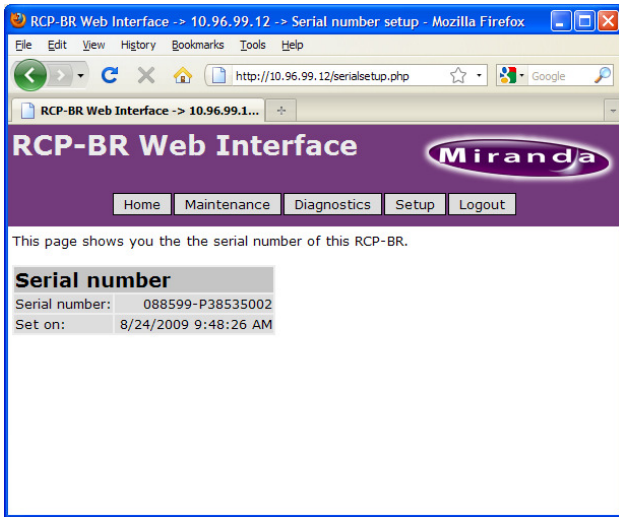 RCP-BR Web Interface -> 10.96.99.12 -> Serial number setup - Mozilla Firefox
File Edit View History Bookmarks Tools Help
http://10.96.99.12/serialsetup.php Google
RCP-BR Web Interface -> 10.96.99.1...
RCP-BR Web Interface
Miranda
Home Maintenance Diagnostics Setup Logout
This page shows you the the serial number of this RCP-BR.
Serial number
Serial number: 088599-P38535002
Set on: 8/24/2009 9:48:26 AM